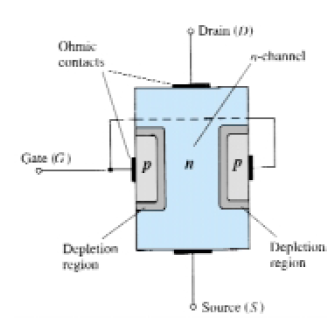 Drain (D)
Ohmic
contacts
n-channel
Gate (G)
p
n
p
Depletion
region
Depletion
region
Source (S)